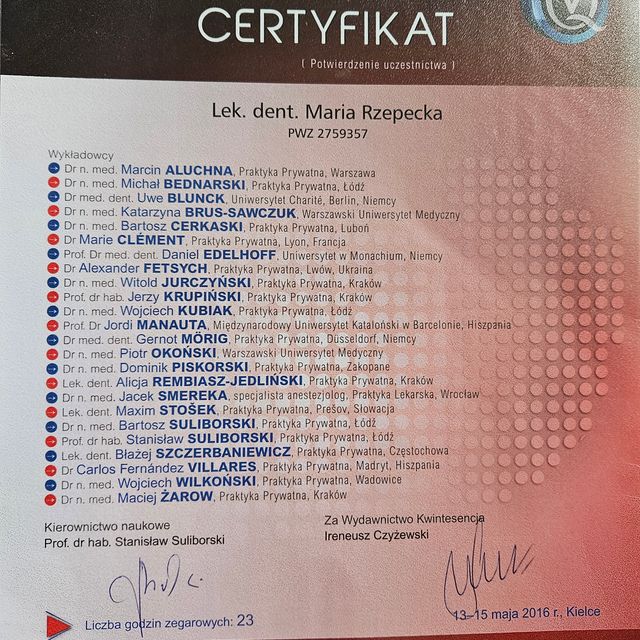 CERTYFIKAT
( Potwierdzenie uczestnictwa )
Lek. dent. Maria Rzepecka
PWZ 2759357
Wykładowcy
Dr n. med. Marcin ALUCHNA, Praktyka Prywatna, Warszawa
Dr n. med. Michał BEDNARSKI, Praktyka Prywatna, Łódź
Dr med. dent. Uwe BLUNCK, Uniwersytet Charité, Berlin, Niemcy
Dr n. med. Katarzyna BRUS-SAWCZUK, Warszawski Uniwersytet Medyczny
Dr n. med. Bartosz CERKASKI, Praktyka Prywatna, Luboń
Dr Marie CLÉMENT, Praktyka Prywatna, Lyon, Francja
Prof. Dr med. dent. Daniel EDELHOFF, Uniwersytet w Monachium, Niemcy
Dr Alexander FETSYCH, Praktyka Prywatna, Lwów, Ukraina
Dr n. med. Witold JURCZYŃSKI, Praktyka Prywatna, Kraków
Prof. dr hab. Jerzy KRUPIŃSKI, Praktyka Prywatna, Kraków
Dr n. med. Wojciech KUBIAK, Praktyka Prywatna, Łódź
Prof. Dr Jordi MANAUTA, Międzynarodowy Uniwersytet Kataloński w Barcelonie, Hiszpania
Dr med. dent. Gernot MÖRIG, Praktyka Prywatna, Düsseldorf, Niemcy
Dr n. med. Piotr OKOŃSKI, Warszawski Uniwersytet Medyczny
Dr n. med. Dominik PISKORSKI, Praktyka Prywatna, Zakopane
Lek. dent. Alicja REMBIASZ-JEDLIŃSKI, Praktyka Prywatna, Kraków
Dr n. med. Jacek SMEREKA, specjalista anestezjolog, Praktyka Lekarska, Wrocław
Lek. dent. Maxim STOŠEK, Praktyka Prywatna, Prešov, Słowacja
Dr n. med. Bartosz SULIBORSKI, Praktyka Prywatna, Łódź
Prof. dr hab. Stanisław SULIBORSKI, Praktyka Prywatna, Łódź
Lek. dent. Błażej SZCZERBANIEWICZ, Praktyka Prywatna, Częstochowa
Dr Carlos Fernández VILLARES, Praktyka Prywatna, Madryt, Hiszpania
Dr n. med. Wojciech WILKOŃSKI, Praktyka Prywatna, Wadowice
Dr n. med. Maciej ŻAROW, Praktyka Prywatna, Kraków
Kierownictwo naukowe
Prof. dr hab. Stanisław Suliborski
Za Wydawnictwo Kwintesencja
Ireneusz Czyżewski
Liczba godzin zegarowych: 23
13–15 maja 2016 r., Kielce